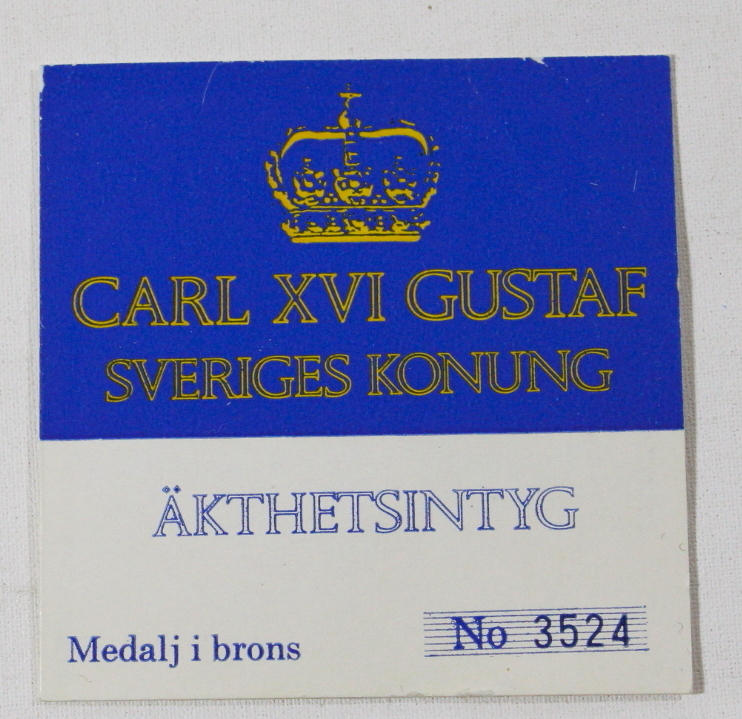 CARL XVI GUSTAF
SVERIGES KONUNG
ÄKTHETSINTYG
Medalj i brons
No 3524